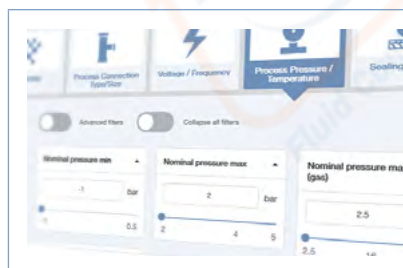 Process Connection
Type/Size
Voltage / Frequency
Process Pressure /
Temperature
Sealing
Advanced filters
Collapse all filters
Nominal pressure min
Nominal pressure max
Nominal pressure ma
(gas)
-1
bar
2
bar
2.5
0.5
2
4
5
2.5
16
Fluid